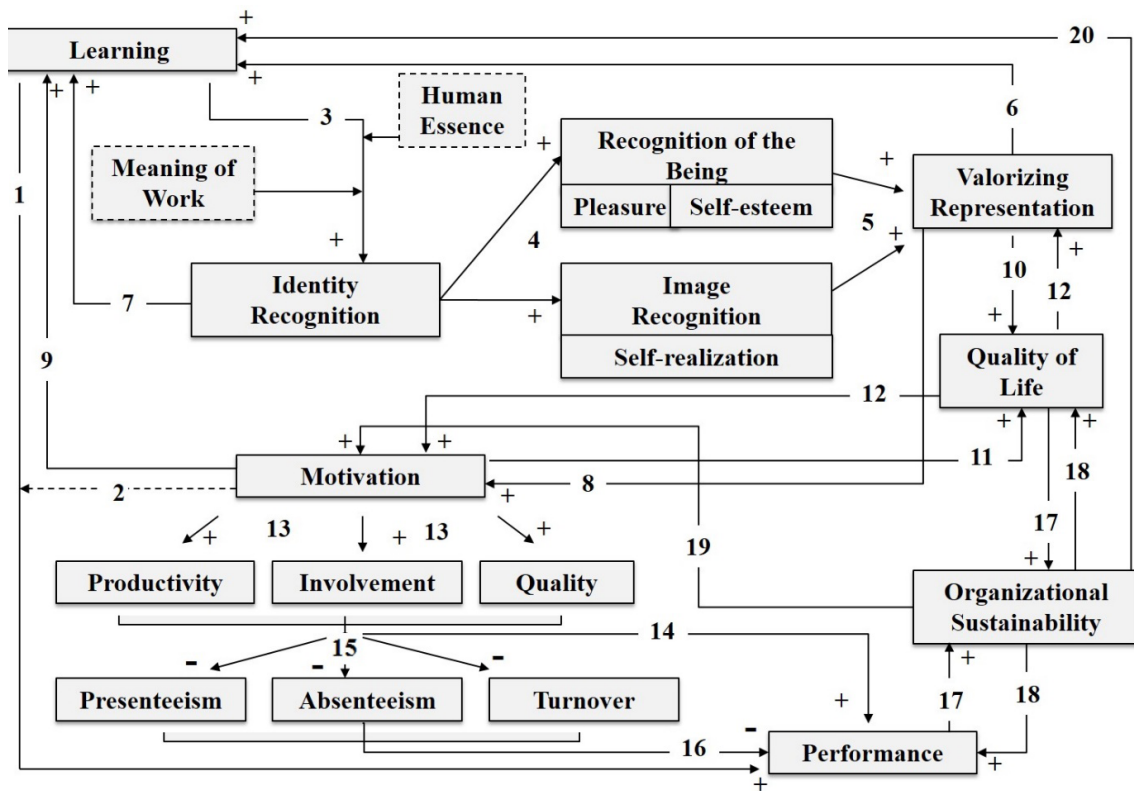 +
20
Learning
+
+
+
3
Human
Essence
6
+
Recognition of the
Being
+
1
Meaning of
Work
Valorizing
Representation
Pleasure
Self-esteem
5
+
+
4
10
+
Identity
Recognition
Image
Recognition
12
7
+
+
9
Self-realization
Quality of
Life
12
+
+
+
+
11
18
Motivation
2
8
+
17
13
+
+
13
+
19
+
Productivity
Involvement
Quality
Organizational
Sustainability
14
15
+
-
-
-
17
18
Presenteeism
Absenteeism
Turnover
+
-
16
Performance
+
+